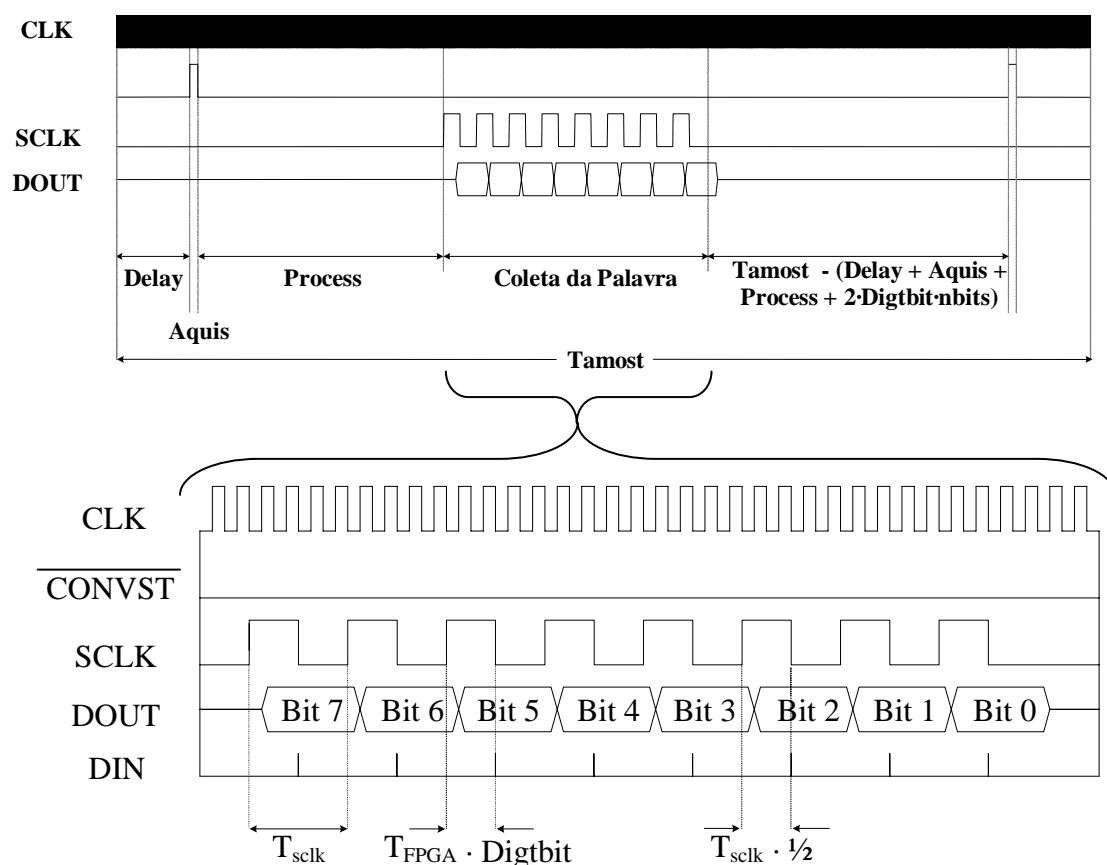 CLK
SCLK
DOUT
Delay
Process
Coleta da Palavra
Tamost - (Delay + Aquis +
Process + 2·Digtbit·nbits)
Aquis
Tamost
CLK
CONVST
SCLK
DOUT
Bit 7 Bit 6 Bit 5 Bit 4 Bit 3 Bit 2 Bit 1 Bit 0
DIN
Tsclk
TFPGA · Digtbit
Tsclk · ½